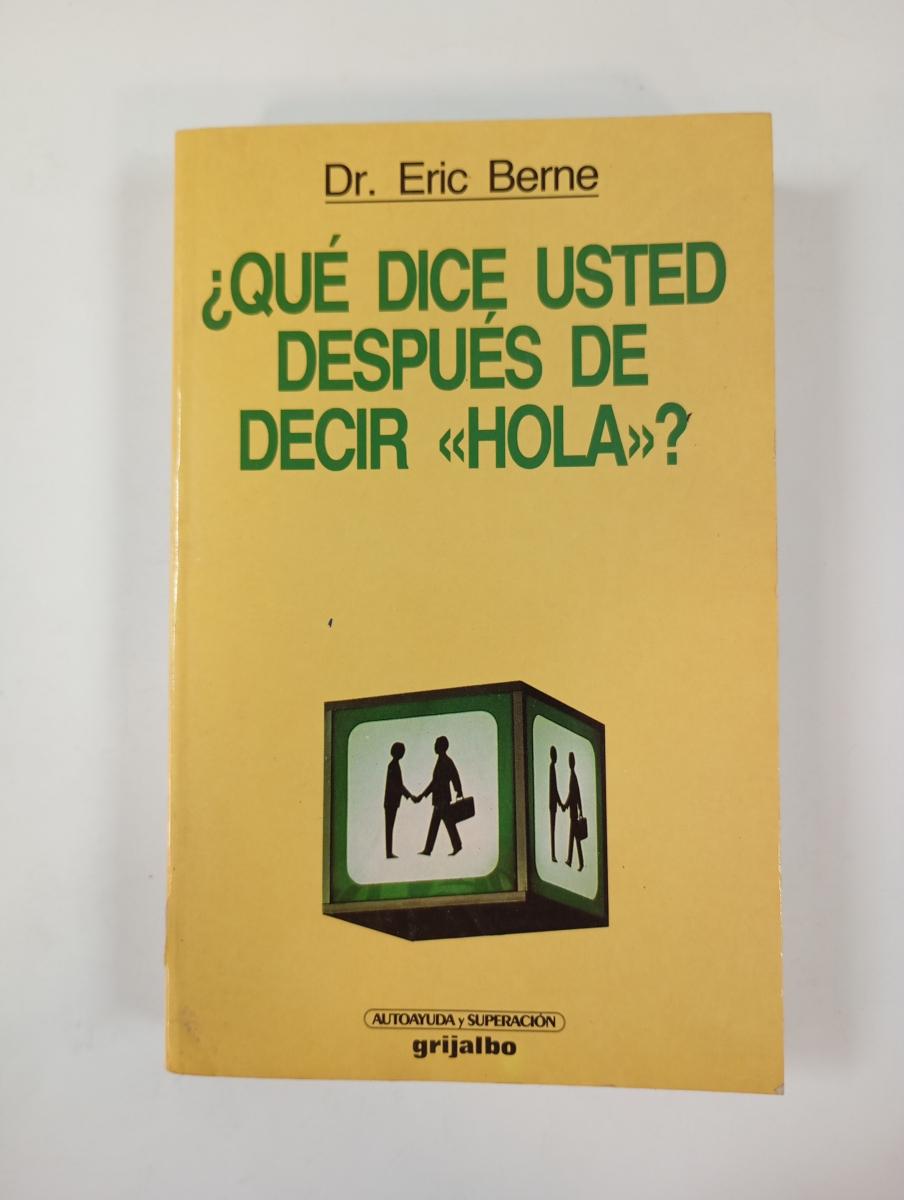 Dr. Eric Berne
¿QUÉ DICE USTED
DESPUÉS DE
DECIR «HOLA»?
AUTOAYUDA y SUPERACIÓN
grijalbo